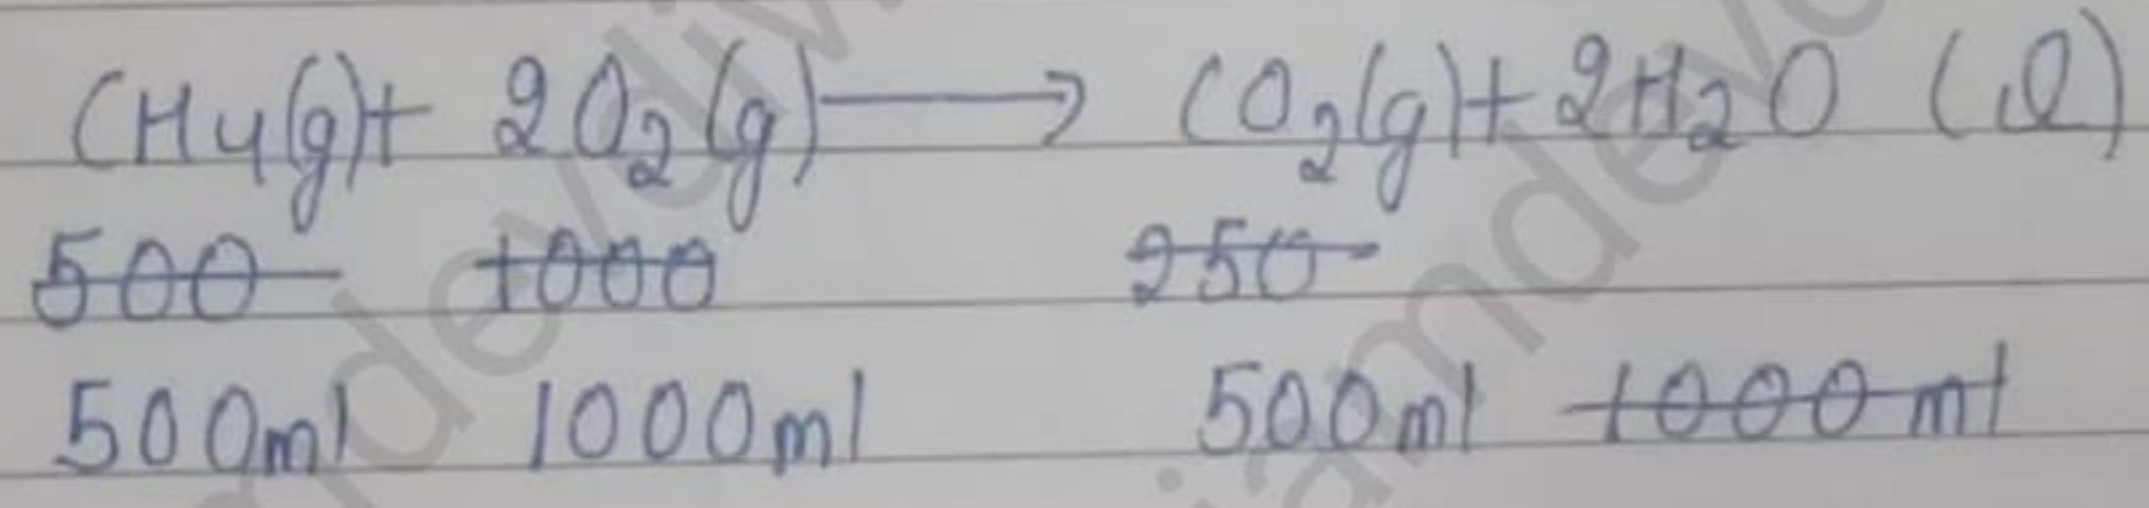 CH4(g)+ 2O2(g) → CO2(g)+2H2O (l)
500 1000 250
500ml 1000ml 500ml 1000ml